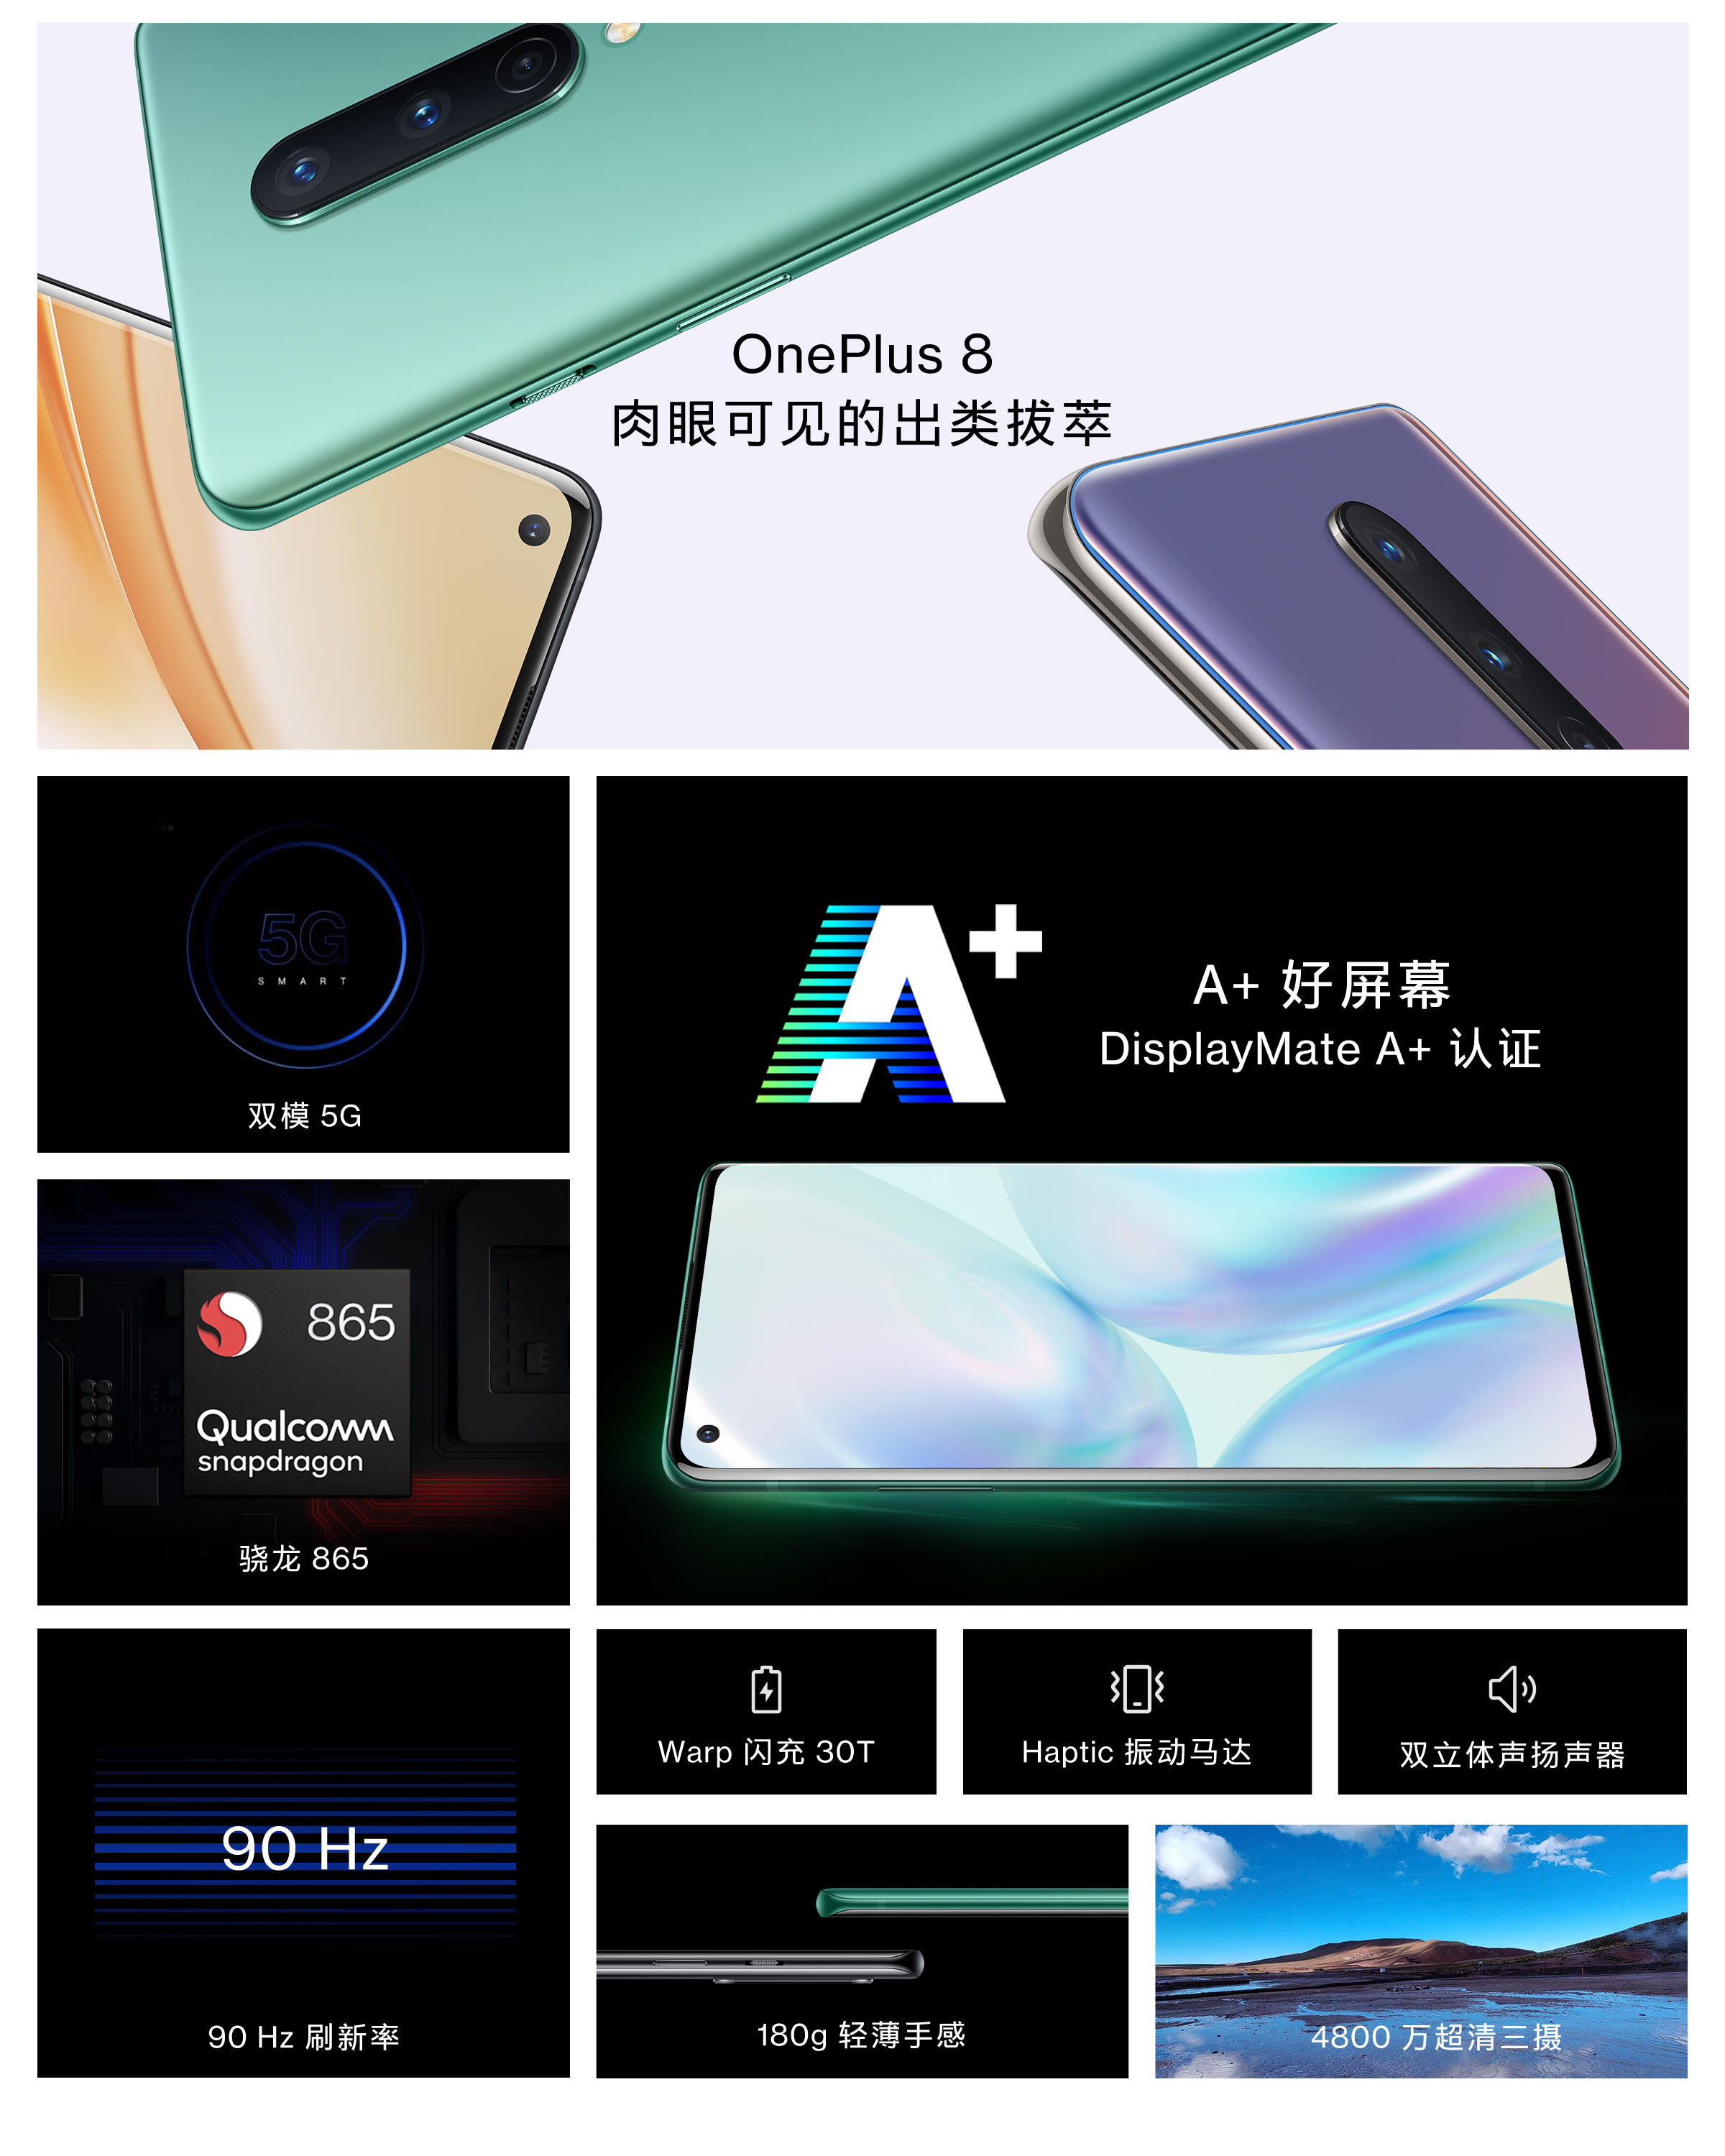 OnePlus 8
肉眼可见的出类拔萃
5G
SMART
双模 5G
A+
A+ 好屏幕
DisplayMate A+ 认证
865
Qualcomm
snapdragon
骁龙 865
90 Hz
90 Hz 刷新率
Warp 闪充 30T
Haptic 振动马达
双立体声扬声器
180g 轻薄手感
4800 万超清三摄